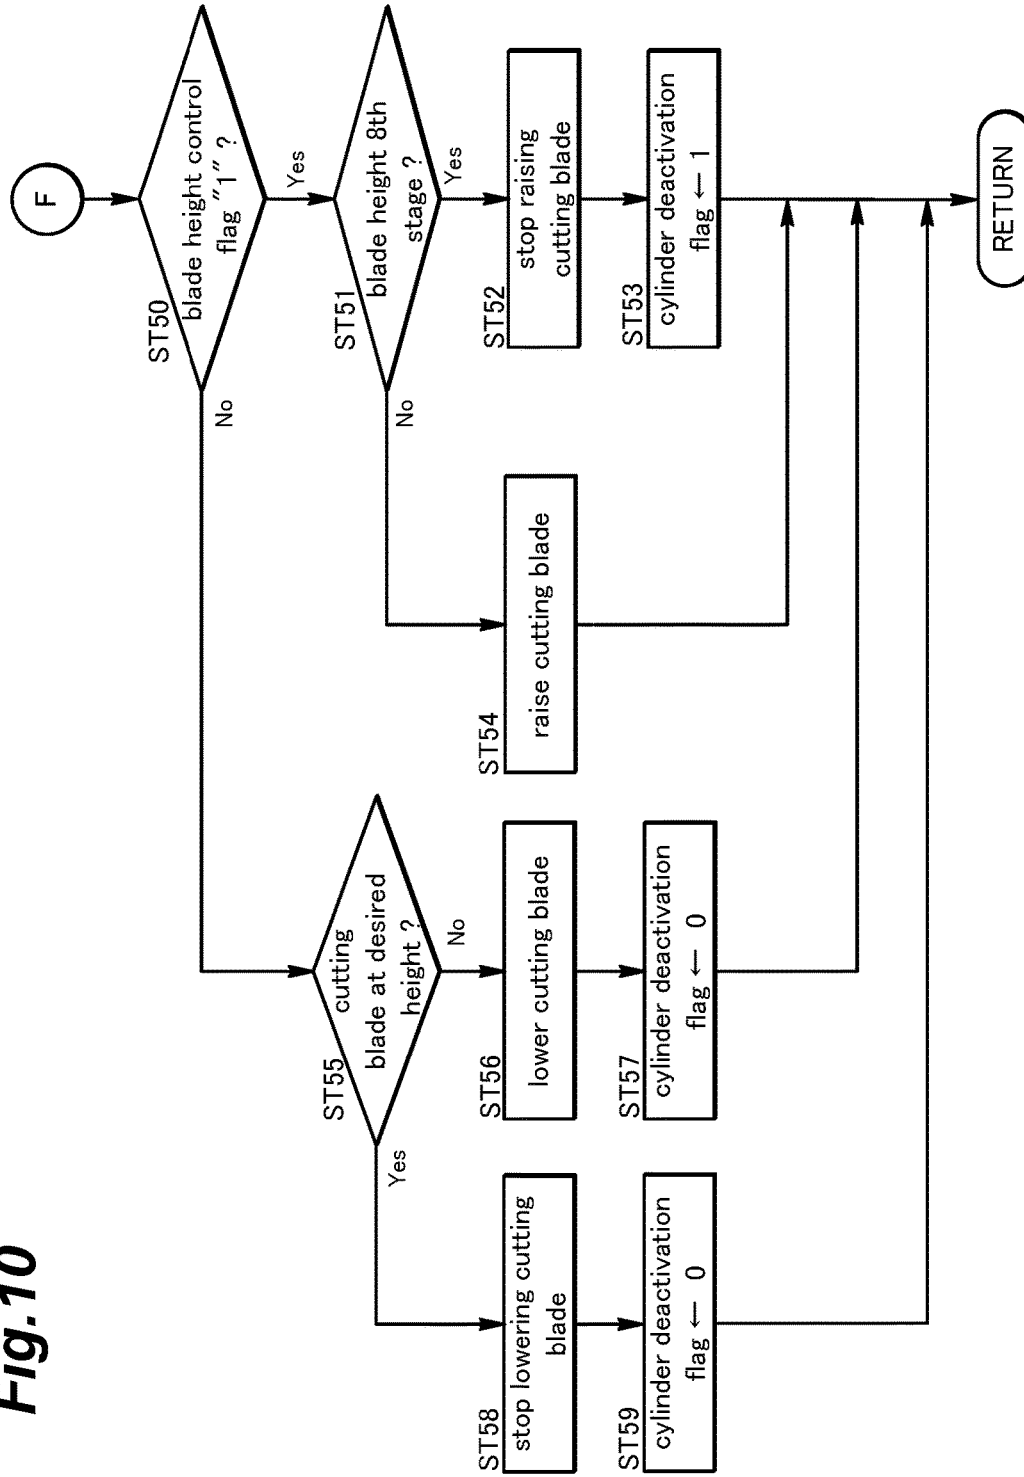 Fig.10
F
ST50
blade height control
flag "1" ?
No
Yes
ST51
blade height 8th
stage ?
No
Yes
ST52
stop raising
cutting blade
ST53
cylinder deactivation
flag ← 1
ST54
raise cutting blade
ST55
cutting
blade at desired
height ?
Yes
No
ST56
lower cutting blade
ST57
cylinder deactivation
flag ← 0
ST58
stop lowering cutting
blade
ST59
cylinder deactivation
flag ← 0
RETURN